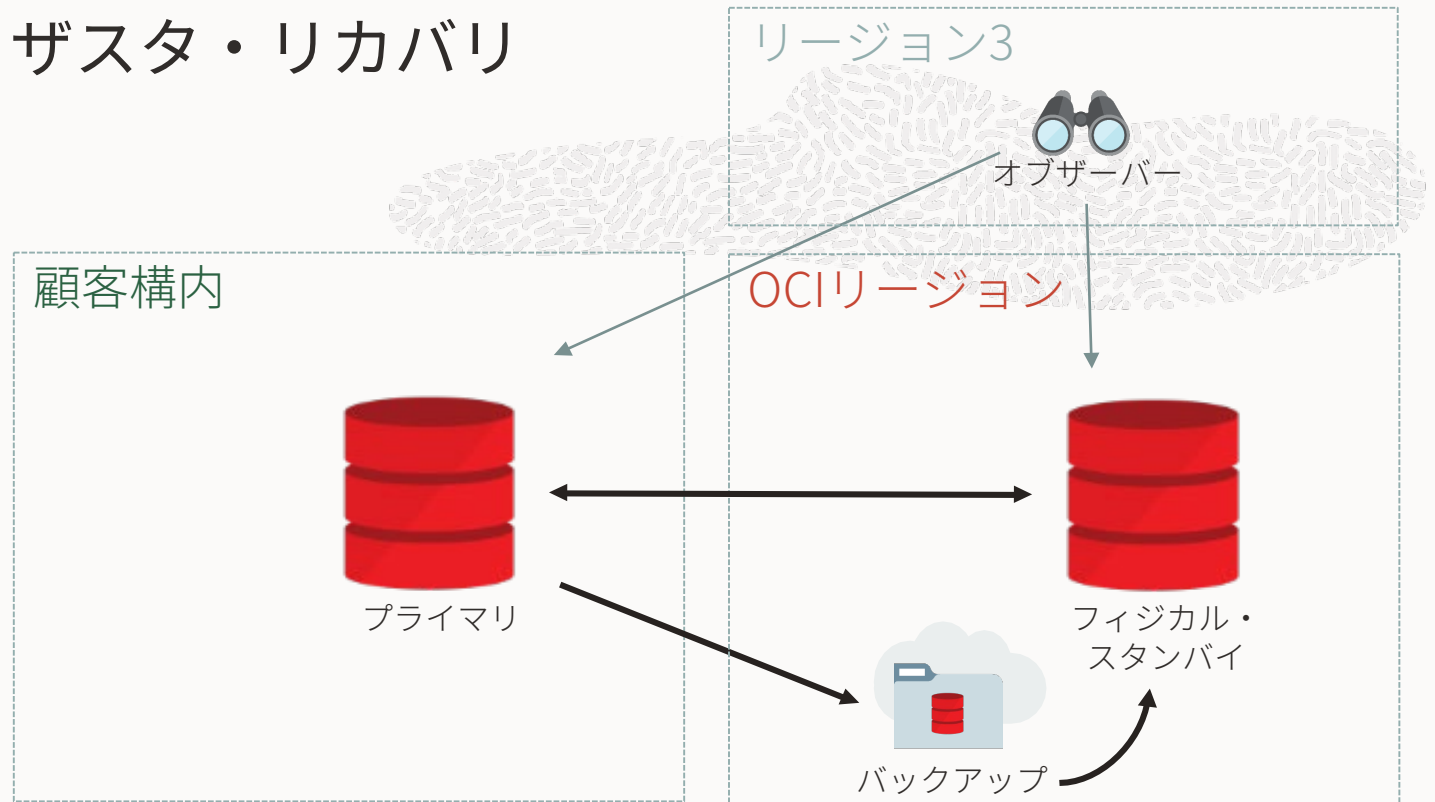 ザスタ・リカバリ
リージョン3
オブザーバー
顧客構内
OCIリージョン
プライマリ
フィジカル・
スタンバイ
バックアップ